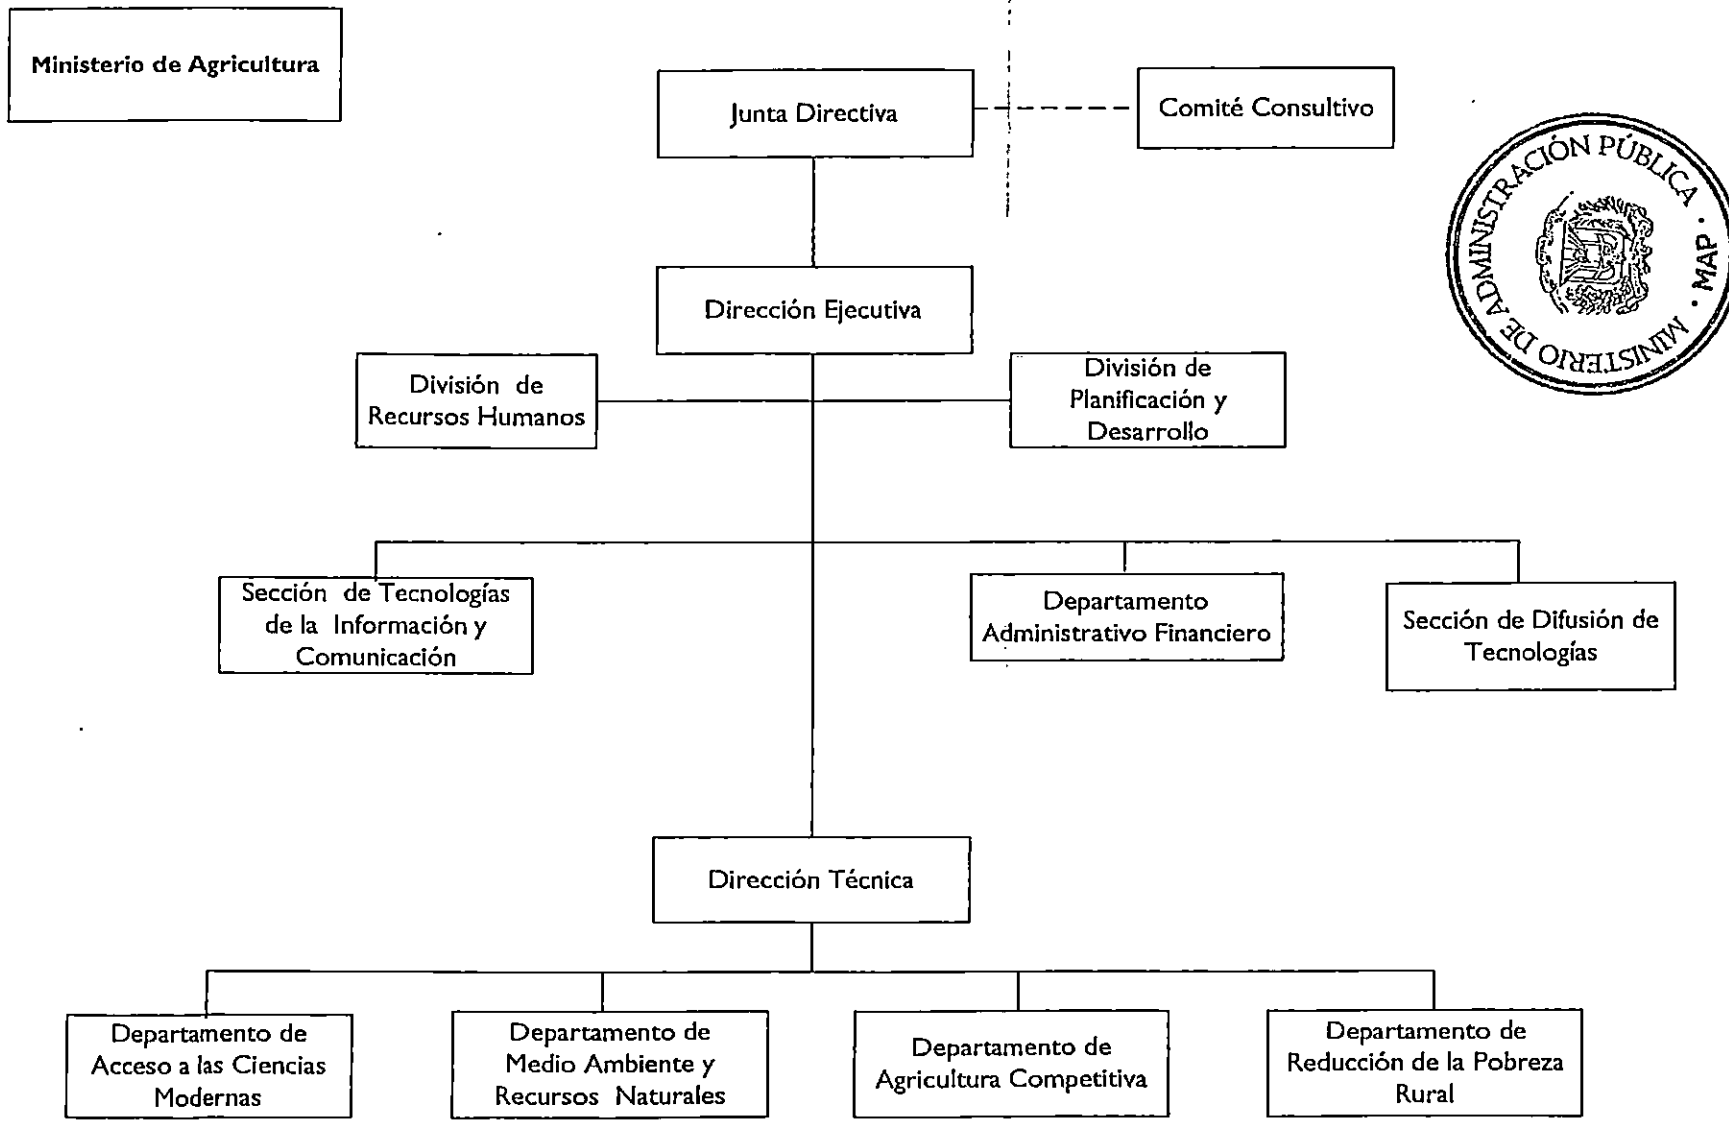 Ministerio de Agricultura
Junta Directiva
Comité Consultivo
MINISTERIO DE ADMINISTRACIÓN PÚBLICA · MAP ·
Dirección Ejecutiva
División de
Recursos Humanos
División de
Planificación y
Desarrollo
Sección de Tecnologías
de la Información y
Comunicación
Departamento
Administrativo Financiero
Sección de Difusión de
Tecnologías
Dirección Técnica
Departamento de
Acceso a las Ciencias
Modernas
Departamento de
Medio Ambiente y
Recursos Naturales
Departamento de
Agricultura Competitiva
Departamento de
Reducción de la Pobreza
Rural